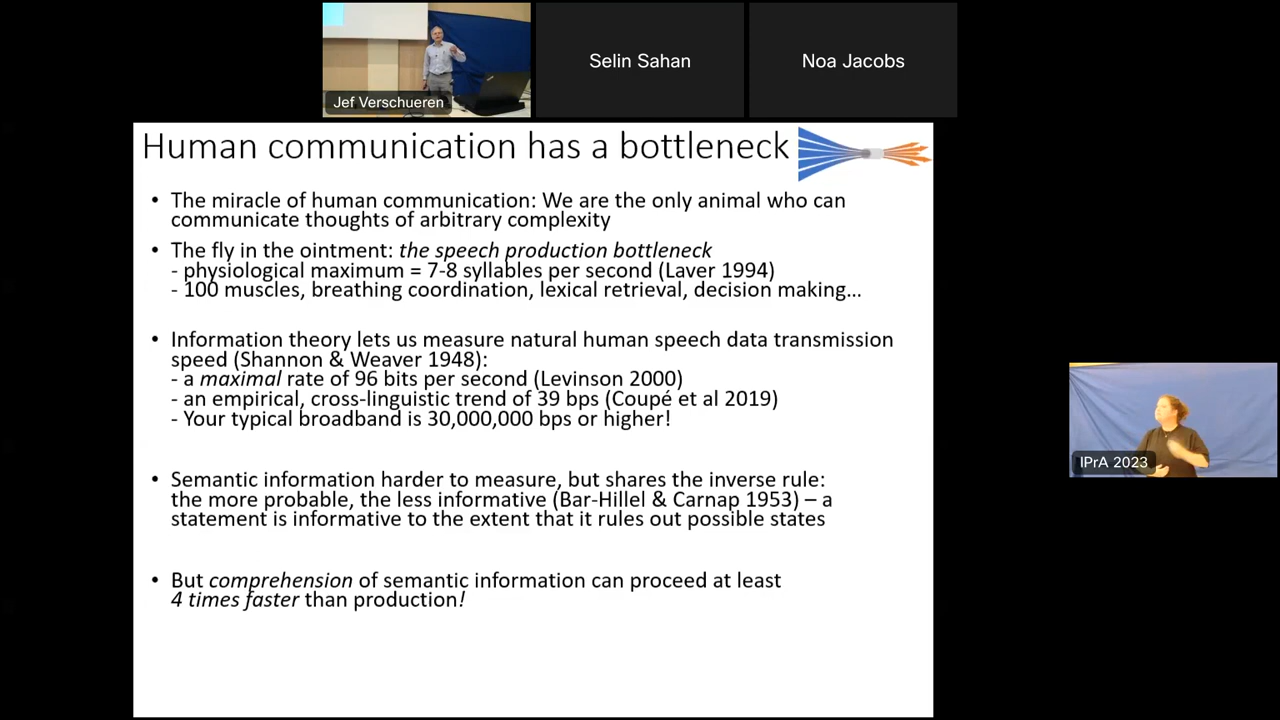 Jef Verschueren
Selin Sahan
Noa Jacobs
Human communication has a bottleneck
• The miracle of human communication: We are the only animal who can
communicate thoughts of arbitrary complexity
• The fly in the ointment: the speech production bottleneck
- physiological maximum = 7-8 syllables per second (Laver 1994)
- 100 muscles, breathing coordination, lexical retrieval, decision making...
• Information theory lets us measure natural human speech data transmission
speed (Shannon & Weaver 1948):
- a maximal rate of 96 bits per second (Levinson 2000)
- an empirical, cross-linguistic trend of 39 bps (Coupé et al 2019)
- Your typical broadband is 30,000,000 bps or higher!
• Semantic information harder to measure, but shares the inverse rule:
the more probable, the less informative (Bar-Hillel & Carnap 1953) – a
statement is informative to the extent that it rules out possible states
• But comprehension of semantic information can proceed at least
4 times faster than production!
IPrA 2023